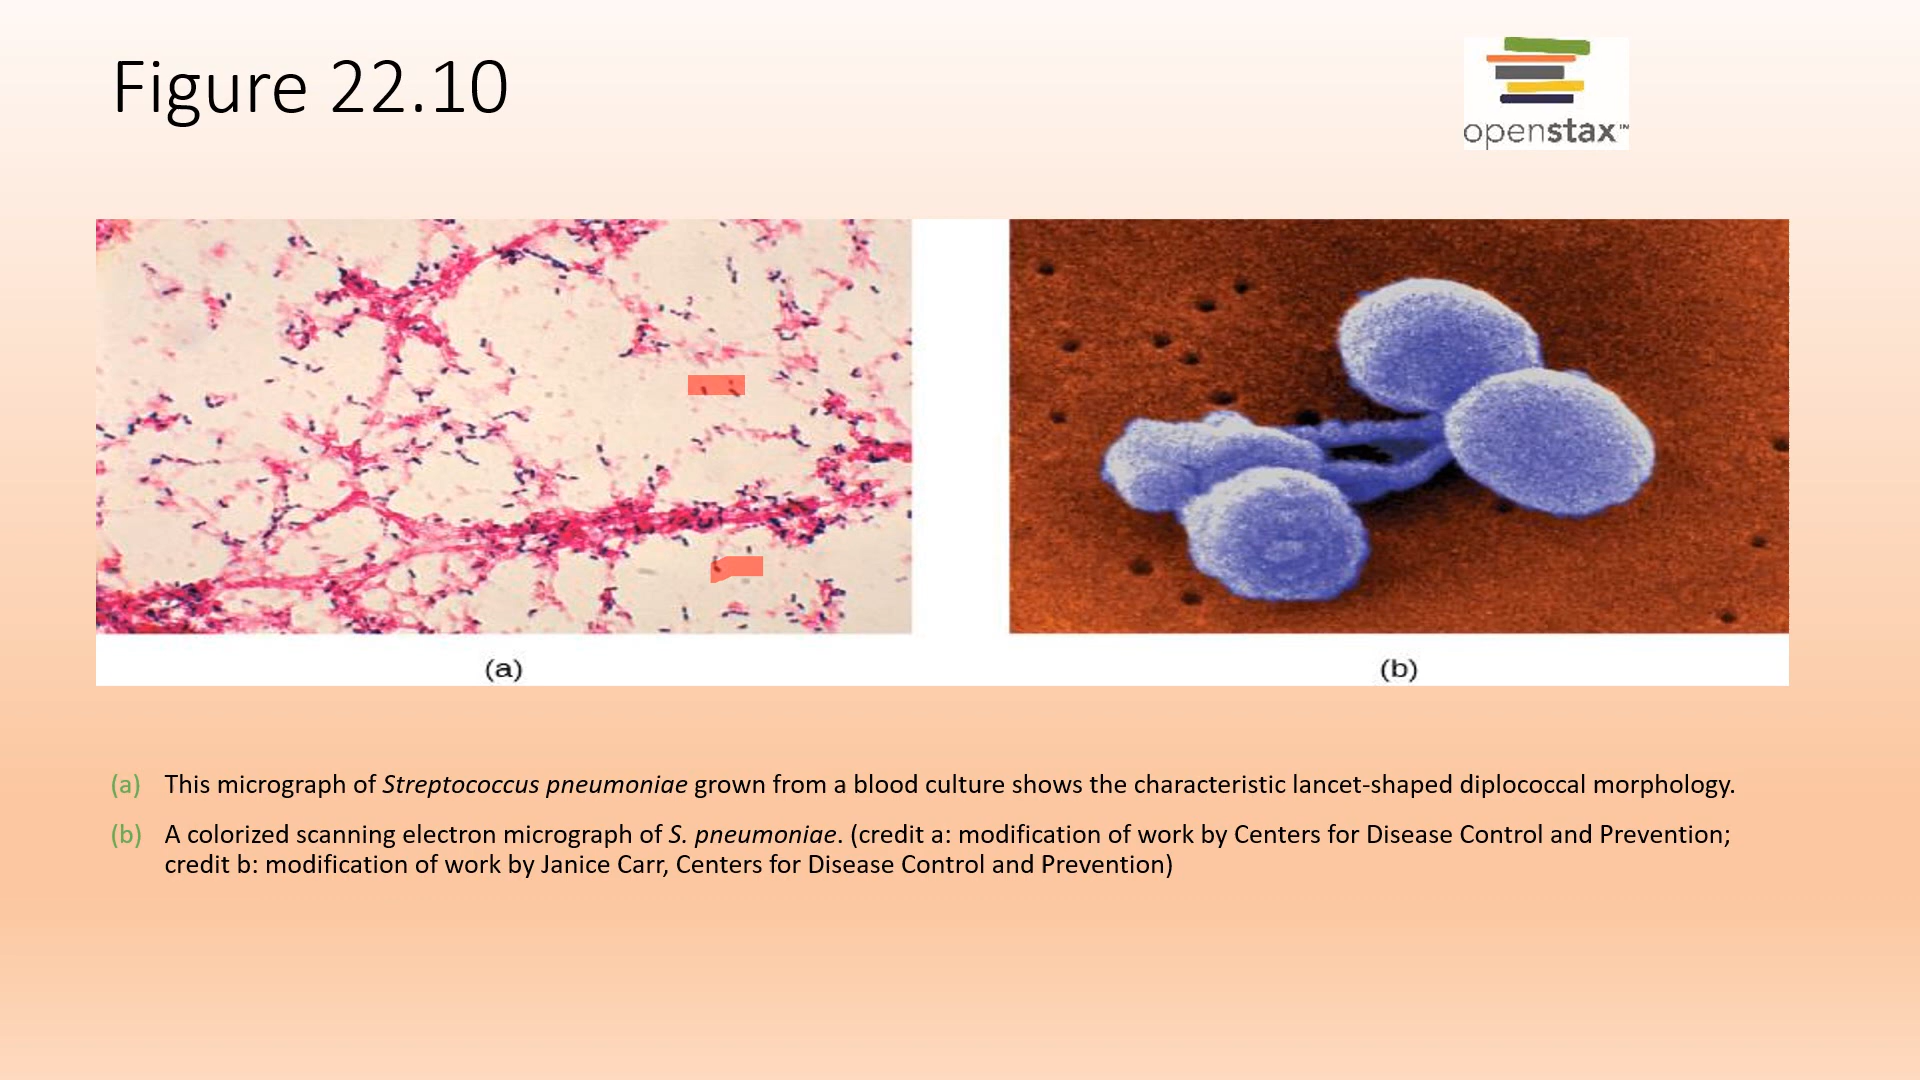 Figure 22.10
openstax™
(a)
(b)
(a) This micrograph of Streptococcus pneumoniae grown from a blood culture shows the characteristic lancet-shaped diplococcal morphology.
(b) A colorized scanning electron micrograph of S. pneumoniae. (credit a: modification of work by Centers for Disease Control and Prevention;
credit b: modification of work by Janice Carr, Centers for Disease Control and Prevention)